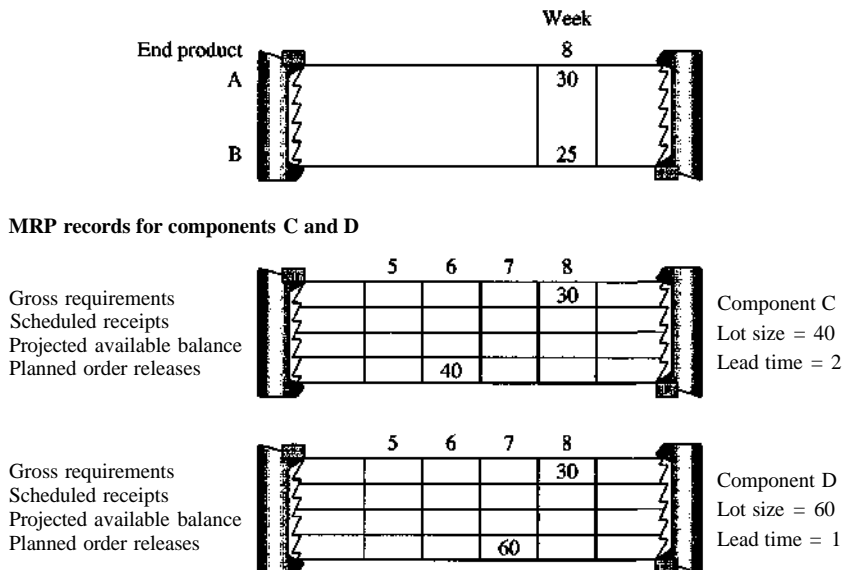 Week
End product 8
A 30
B 25
MRP records for components C and D
5 6 7 8
Gross requirements 30
Scheduled receipts
Projected available balance
Planned order releases 40
Component C
Lot size = 40
Lead time = 2
5 6 7 8
Gross requirements 30
Scheduled receipts
Projected available balance
Planned order releases 60
Component D
Lot size = 60
Lead time = 1